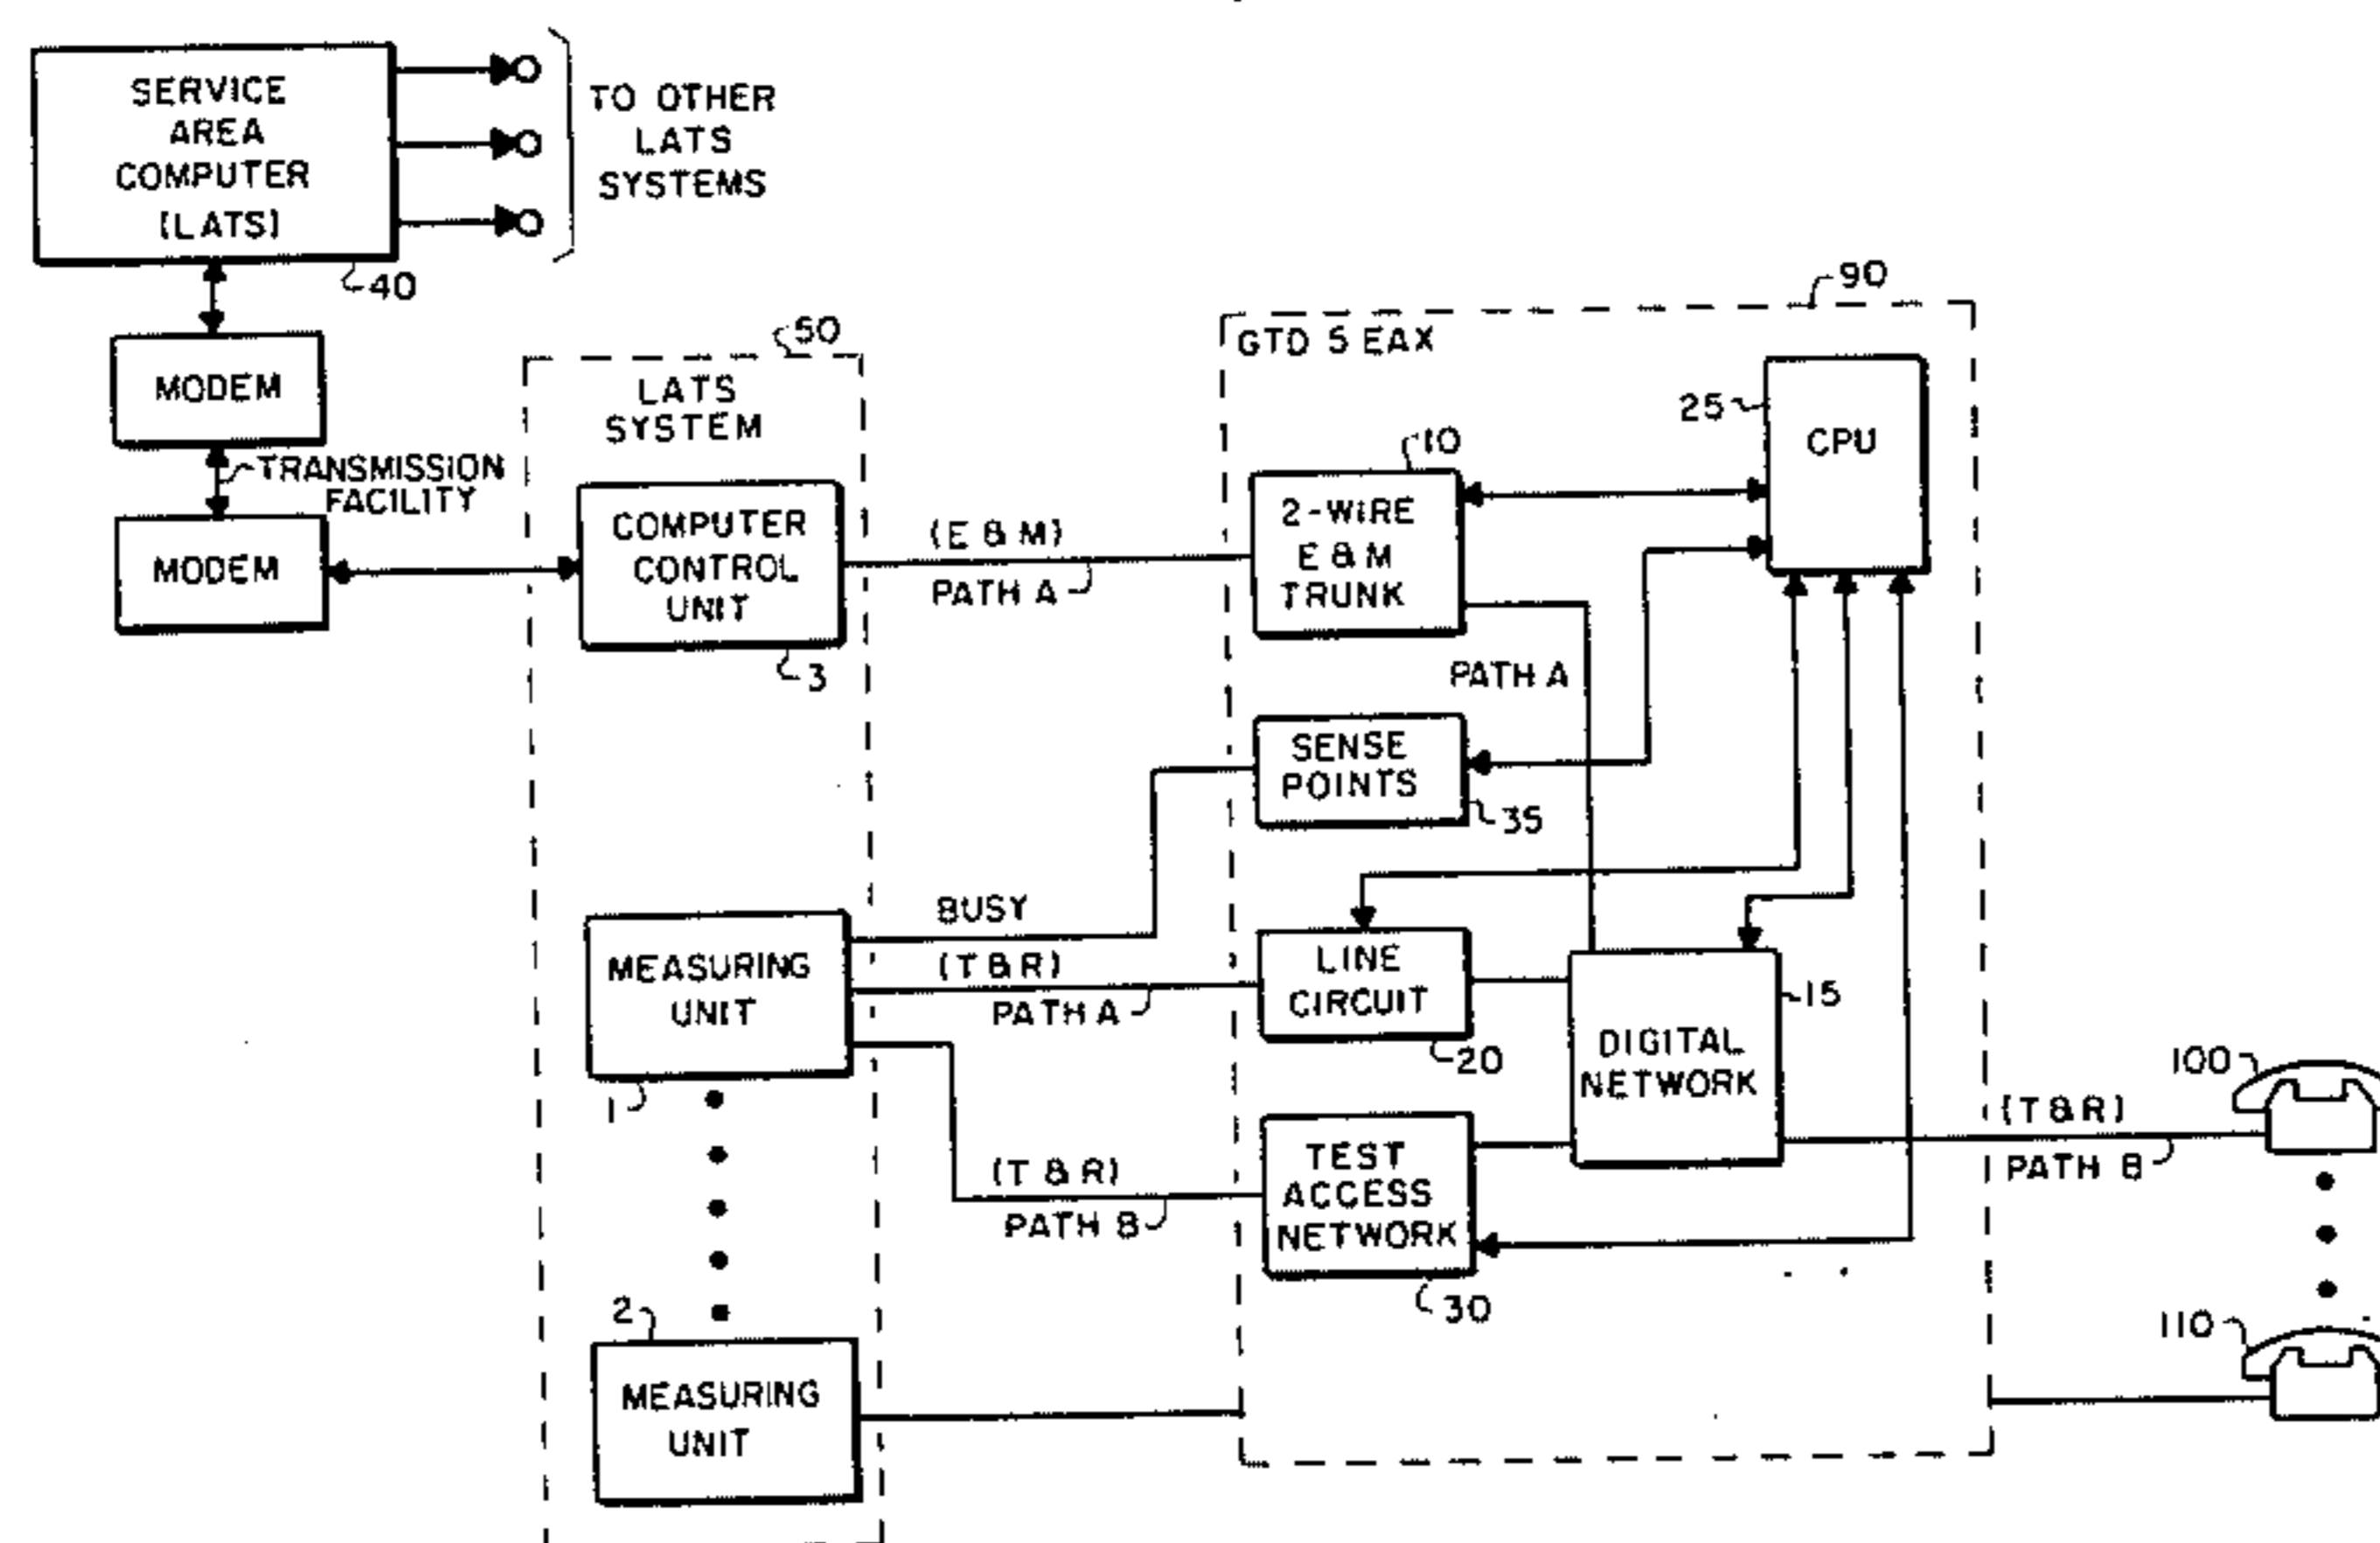 SERVICE
AREA
COMPUTER
(LATS)
40
TO OTHER
LATS
SYSTEMS
MODEM
TRANSMISSION
FACILITY
MODEM
50
LATS
SYSTEM
COMPUTER
CONTROL
UNIT
3
(E & M)
PATH A
90
GTD 5 EAX
25
CPU
10
2-WIRE
E & M
TRUNK
PATH A
SENSE
POINTS
35
BUSY
MEASURING
UNIT
1
(T & R)
PATH A
LINE
CIRCUIT
20
15
DIGITAL
NETWORK
(T & R)
PATH B
TEST
ACCESS
NETWORK
30
100
(T & R)
PATH B
110
2
MEASURING
UNIT